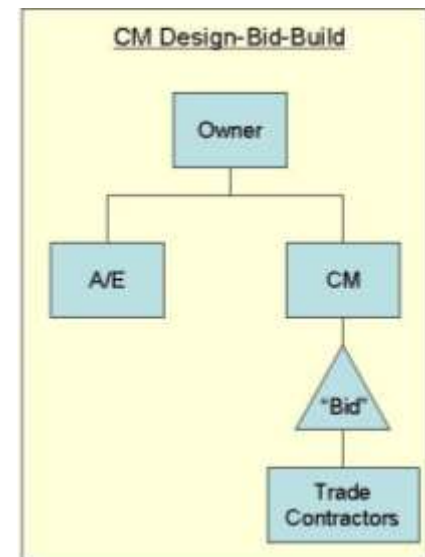 CM Design-Bid-Build
Owner
A/E
CM
"Bid"
Trade
Contractors